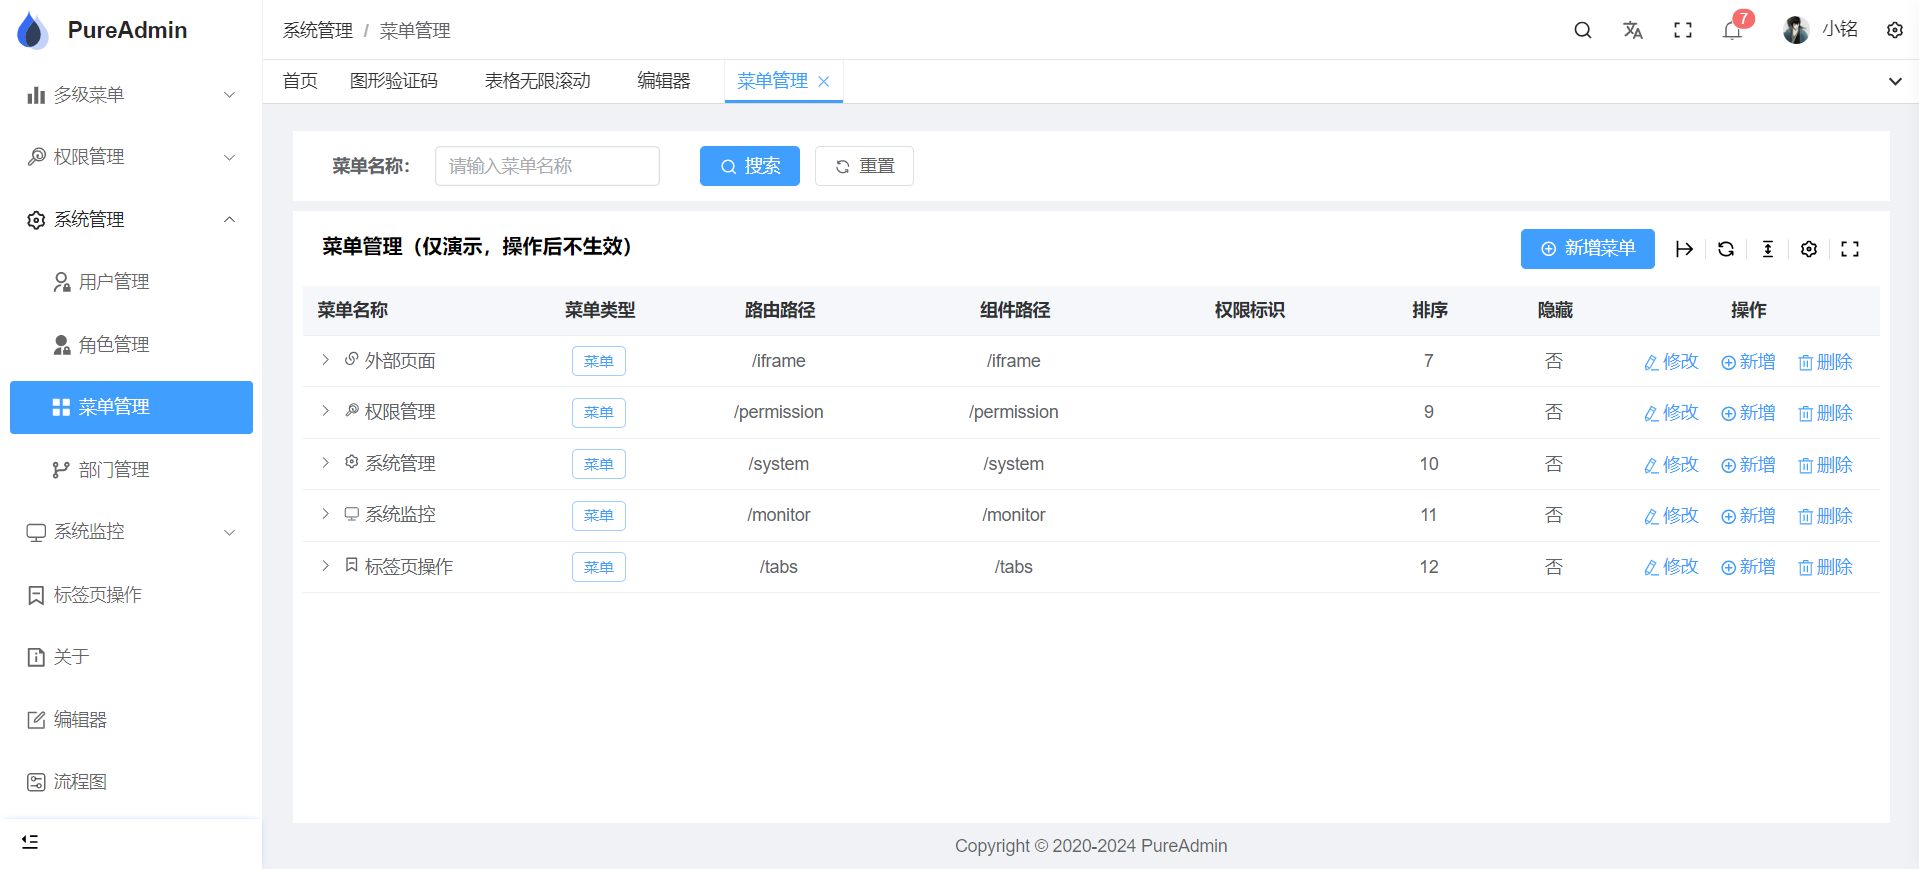 PureAdmin
系统管理 / 菜单管理
7
小铭
首页 图形验证码 表格无限滚动 编辑器 菜单管理
多级菜单
权限管理
系统管理
用户管理
角色管理
菜单管理
部门管理
系统监控
标签页操作
关于
编辑器
流程图
菜单名称: 请输入菜单名称 搜索 重置
菜单管理（仅演示，操作后不生效） 新增菜单
菜单名称 菜单类型 路由路径 组件路径 权限标识 排序 隐藏 操作
外部页面 菜单 /iframe /iframe 7 否 修改 新增 删除
权限管理 菜单 /permission /permission 9 否 修改 新增 删除
系统管理 菜单 /system /system 10 否 修改 新增 删除
系统监控 菜单 /monitor /monitor 11 否 修改 新增 删除
标签页操作 菜单 /tabs /tabs 12 否 修改 新增 删除
Copyright © 2020-2024 PureAdmin